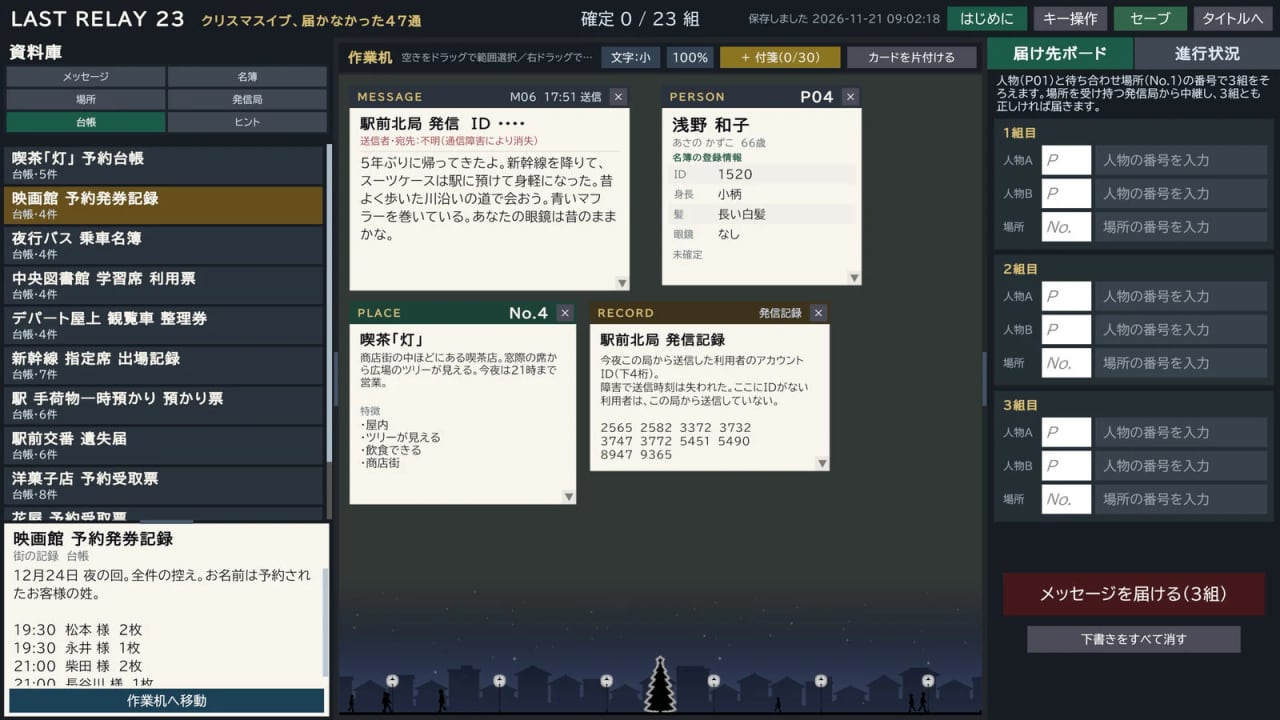 LAST RELAY 23
クリスマスイブ、届かなかった47通
確定 0 / 23 組
保存しました 2026-11-21 09:02:18
はじめに
キー操作
セーブ
タイトルへ
資料庫
メッセージ
名簿
場所
発信局
台帳
ヒント
喫茶「灯」 予約台帳
台帳・5件
映画館 予約発券記録
台帳・4件
夜行バス 乗車名簿
台帳・4件
中央図書館 学習席 利用票
台帳・4件
デパート屋上 観覧車 整理券
台帳・4件
新幹線 指定席 出場記録
台帳・7件
駅 手荷物一時預かり 預かり票
台帳・6件
駅前交番 遺失届
台帳・6件
洋菓子店 予約受取票
台帳・8件
花屋 予約受取票
映画館 予約発券記録
街の記録 台帳
12月24日 夜の回。全件の控え。お名前は予約され
たお客様の姓。
19:30 松本 様 2枚
19:30 永井 様 1枚
21:00 柴田 様 2枚
21:00 長谷川 様 1枚
作業机へ移動
作業机
空きをドラッグで範囲選択／右ドラッグで…
文字:小
100%
＋ 付箋(0/30)
カードを片付ける
MESSAGE
M06 17:51 送信 ×
駅前北局 発信 ID ････
送信者・宛先:不明(通信障害により消失)
5年ぶりに帰ってきたよ。新幹線を降りて、
スーツケースは駅に預けて身軽になった。昔
よく歩いた川沿いの道で会おう。青いマフ
ラーを巻いている。あなたの眼鏡は昔のまま
かな。
PERSON
P04 ×
浅野 和子
あさの かずこ 66歳
名簿の登録情報
ID 1520
身長 小柄
髪 長い白髪
眼鏡 なし
未確定
PLACE
No.4 ×
喫茶「灯」
商店街の中ほどにある喫茶店。窓際の席か
ら広場のツリーが見える。今夜は21時まで
営業。
特徴
・屋内
・ツリーが見える
・飲食できる
・商店街
RECORD
発信記録 ×
駅前北局 発信記録
今夜この局から送信した利用者のアカウント
ID(下4桁)。
障害で送信時刻は失われた。ここにIDがない
利用者は、この局から送信していない。
2565 2582 3372 3732
3747 3772 5451 5490
8947 9365
届け先ボード
進行状況
人物(P01)と待ち合わせ場所(No.1)の番号で3組をそ
ろえます。場所を受け持つ発信局から中継し、3組とも
正しければ届きます。
1組目
人物A P 人物の番号を入力
人物B P 人物の番号を入力
場所 No. 場所の番号を入力
2組目
人物A P 人物の番号を入力
人物B P 人物の番号を入力
場所 No. 場所の番号を入力
3組目
人物A P 人物の番号を入力
人物B P 人物の番号を入力
場所 No. 場所の番号を入力
メッセージを届ける(3組)
下書きをすべて消す